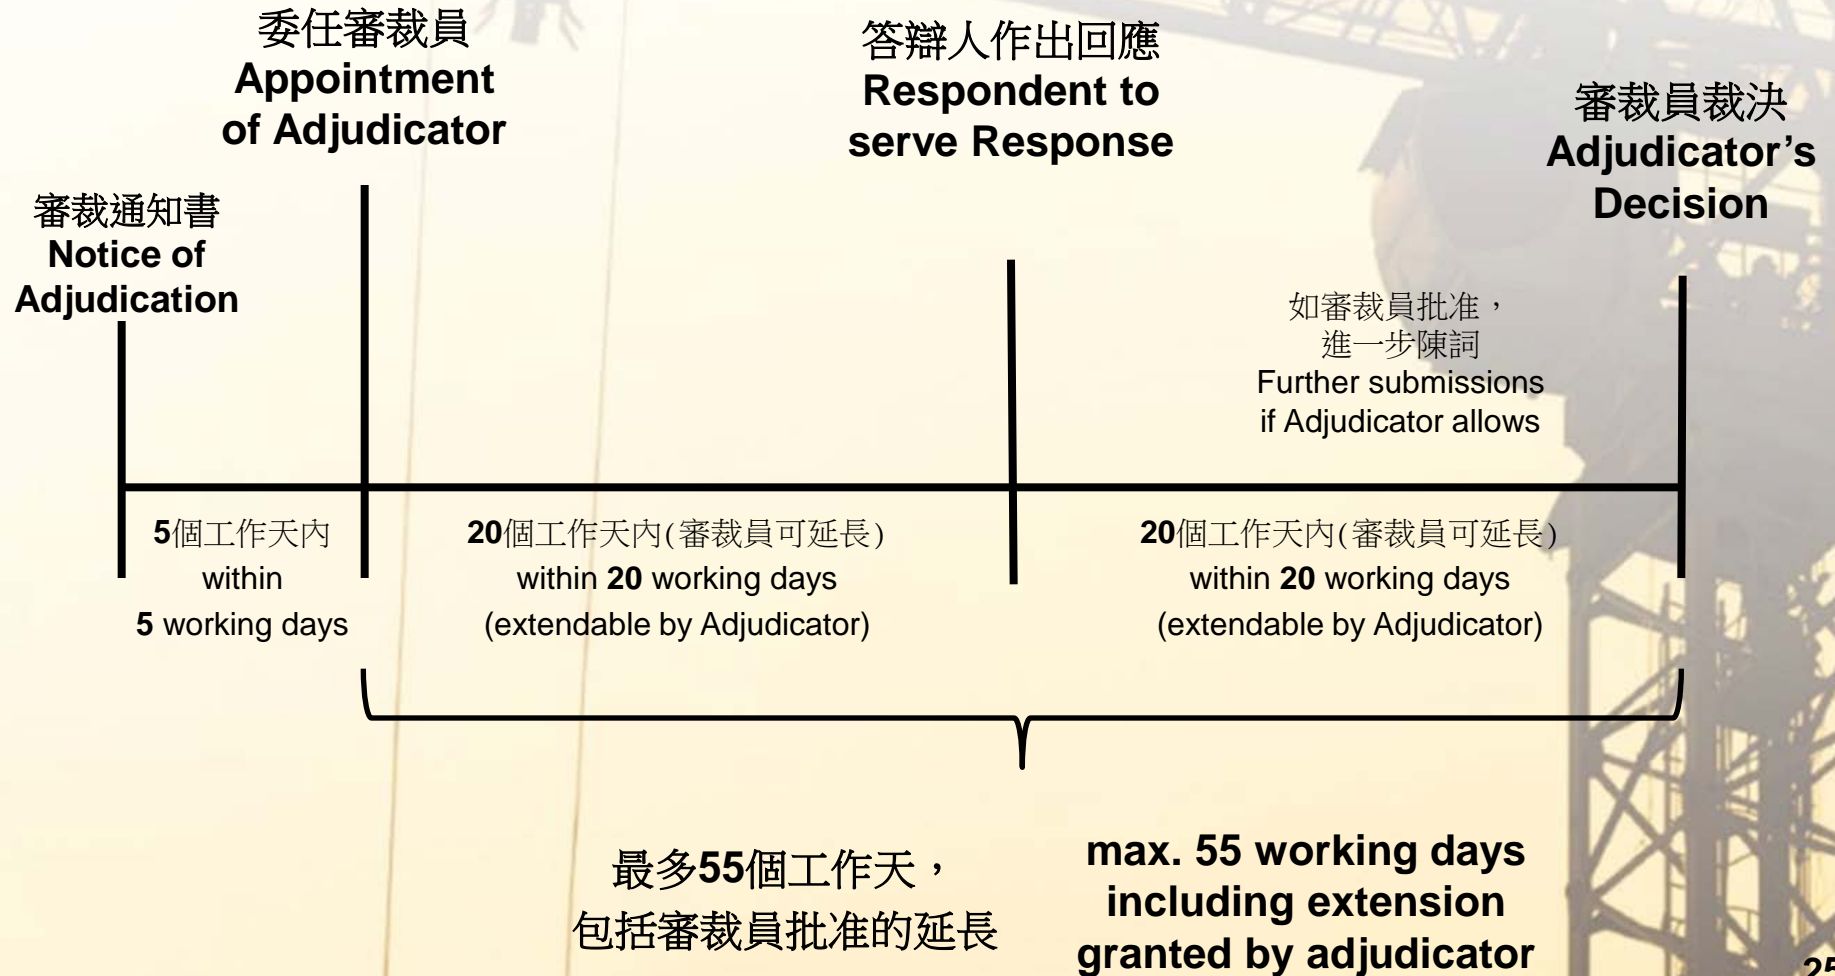 委任審裁員
Appointment
of Adjudicator
答辯人作出回應
Respondent to
serve Response
審裁員裁決
Adjudicator’s
Decision
審裁通知書
Notice of
Adjudication
如審裁員批准，
進一步陳詞
Further submissions
if Adjudicator allows
5個工作天內
within
5 working days
20個工作天內(審裁員可延長)
within 20 working days
(extendable by Adjudicator)
20個工作天內(審裁員可延長)
within 20 working days
(extendable by Adjudicator)
最多55個工作天，
包括審裁員批准的延長
max. 55 working days
including extension
granted by adjudicator
25